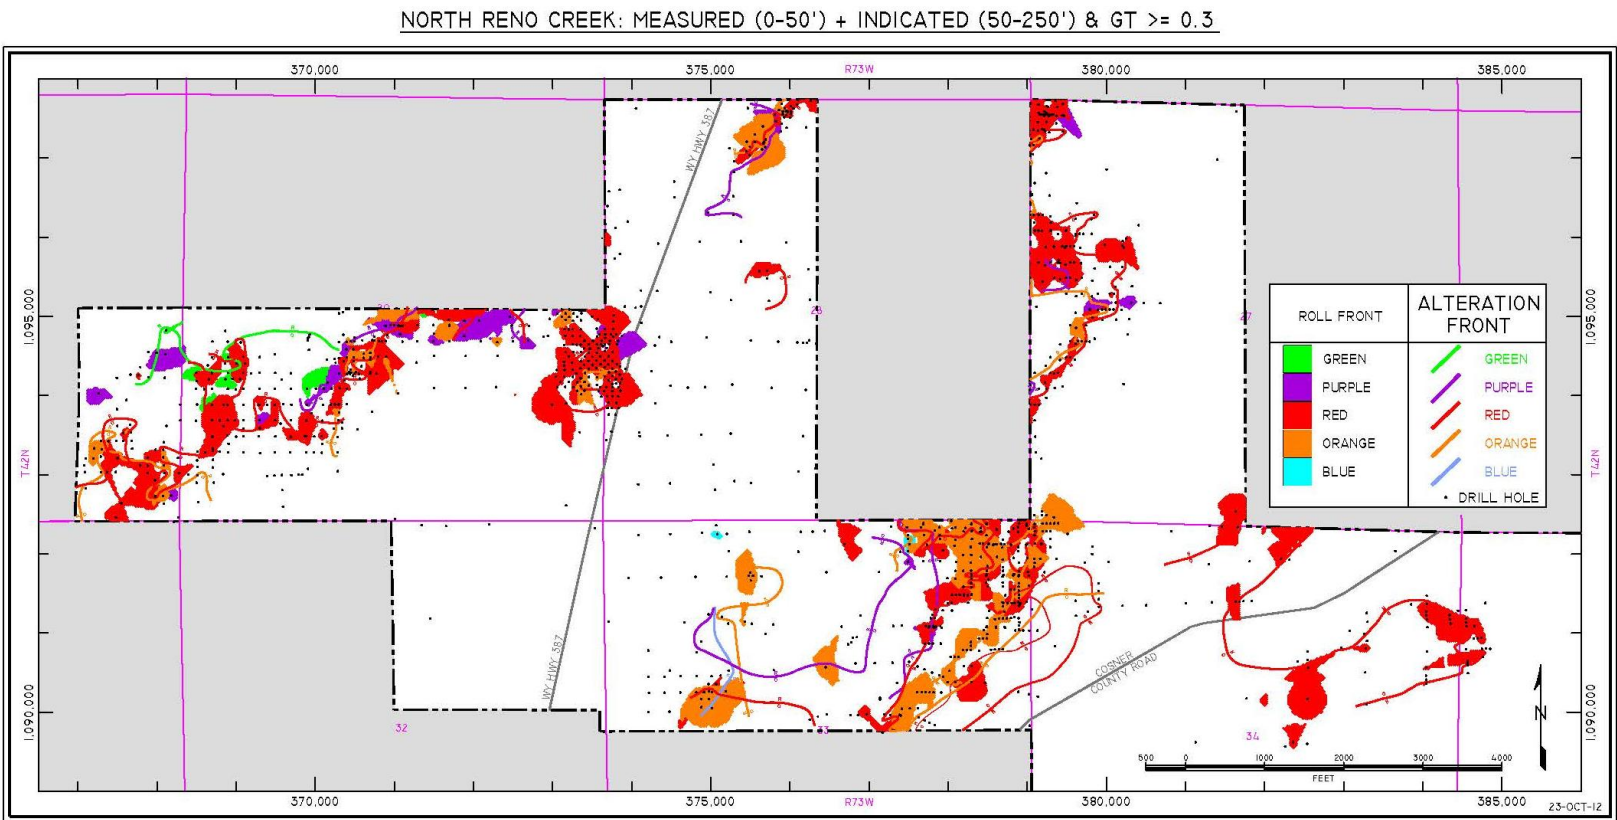 NORTH RENO CREEK: MEASURED (0-50') + INDICATED (50-250') & GT >= 0.3
370,000
375,000
R73W
380,000
385,000
WY HWY 387
29
28
27
1,095,000
1,095,000
ROLL FRONT
ALTERATION
FRONT
GREEN
GREEN
PURPLE
PURPLE
RED
RED
ORANGE
ORANGE
BLUE
BLUE
DRILL HOLE
T42N
T42N
WY HWY 387
COSNER
COUNTY ROAD
1,090,000
1,090,000
32
33
34
N
500
0
1000
2000
3000
4000
FEET
370,000
375,000
R73W
380,000
385,000
23-OCT-12